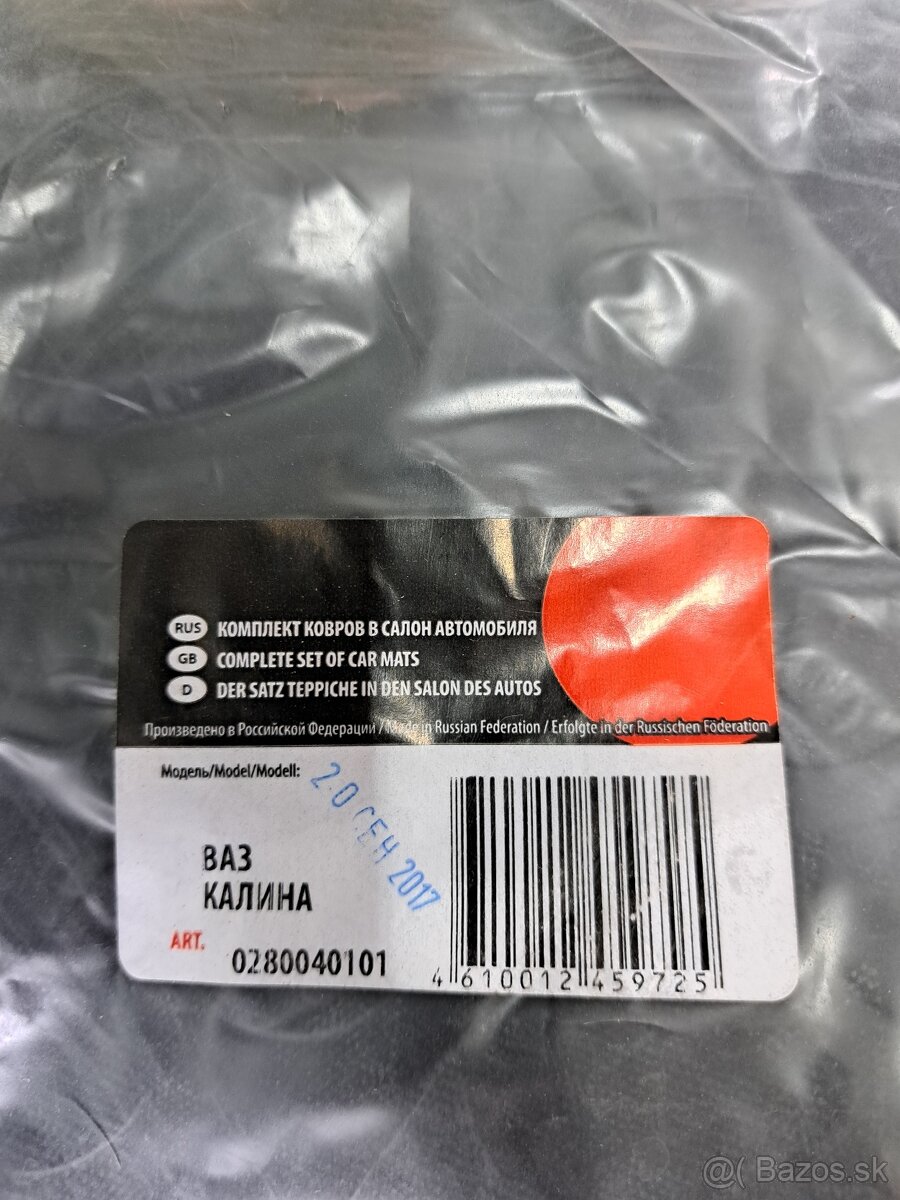 RUS КОМПЛЕКТ КОВРОВ В САЛОН АВТОМОБИЛЯ
GB COMPLETE SET OF CAR MATS
D DER SATZ TEPPICHE IN DEN SALON DES AUTOS
Произведено в Российской Федерации / Made in Russian Federation / Erfolgte in der Russischen Föderation
Модель/Model/Modell:
20 СЕН 2017
ВАЗ
КАЛИНА
ART.
0280040101
4 610012 459725
@( Bazos.sk